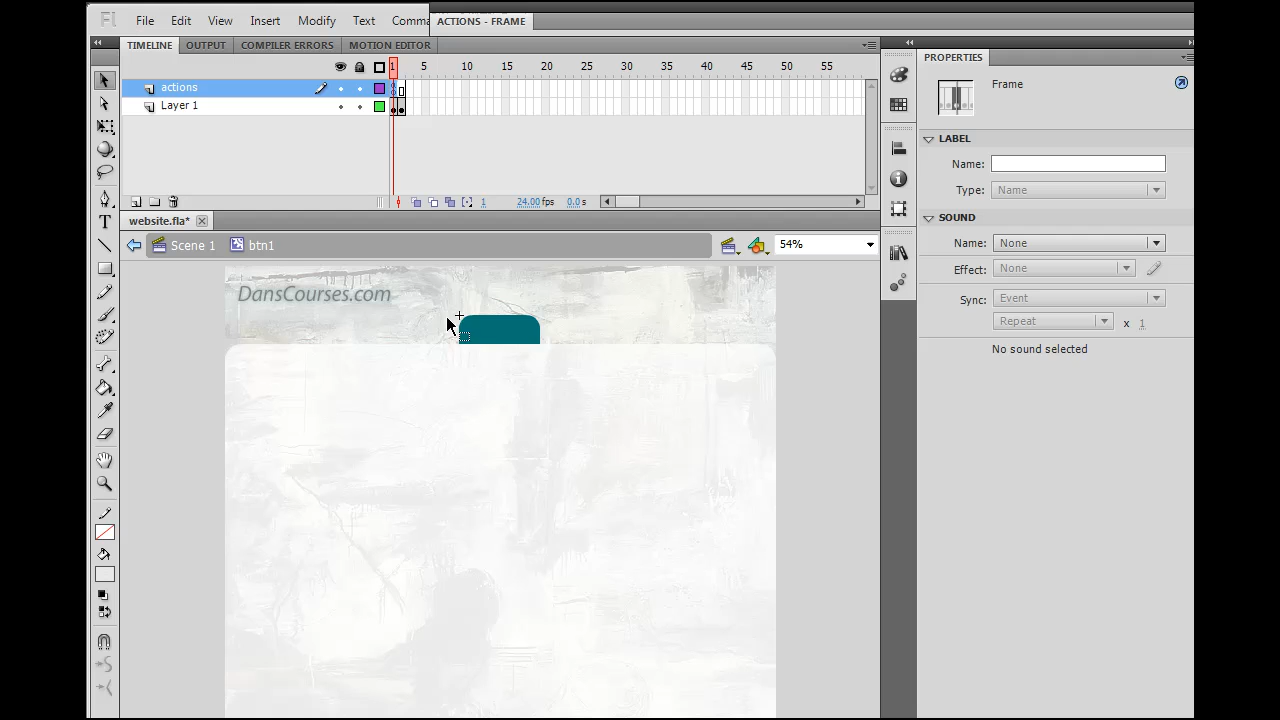 Fl File Edit View Insert Modify Text Comma ACTIONS - FRAME
TIMELINE OUTPUT COMPILER ERRORS MOTION EDITOR
1 5 10 15 20 25 30 35 40 45 50 55
actions
Layer 1
1 24.00 fps 0.0 s
website.fla*
Scene 1 btn1 54%
DansCourses.com
PROPERTIES
Frame
LABEL
Name:
Type: Name
SOUND
Name: None
Effect: None
Sync: Event
Repeat x 1
No sound selected